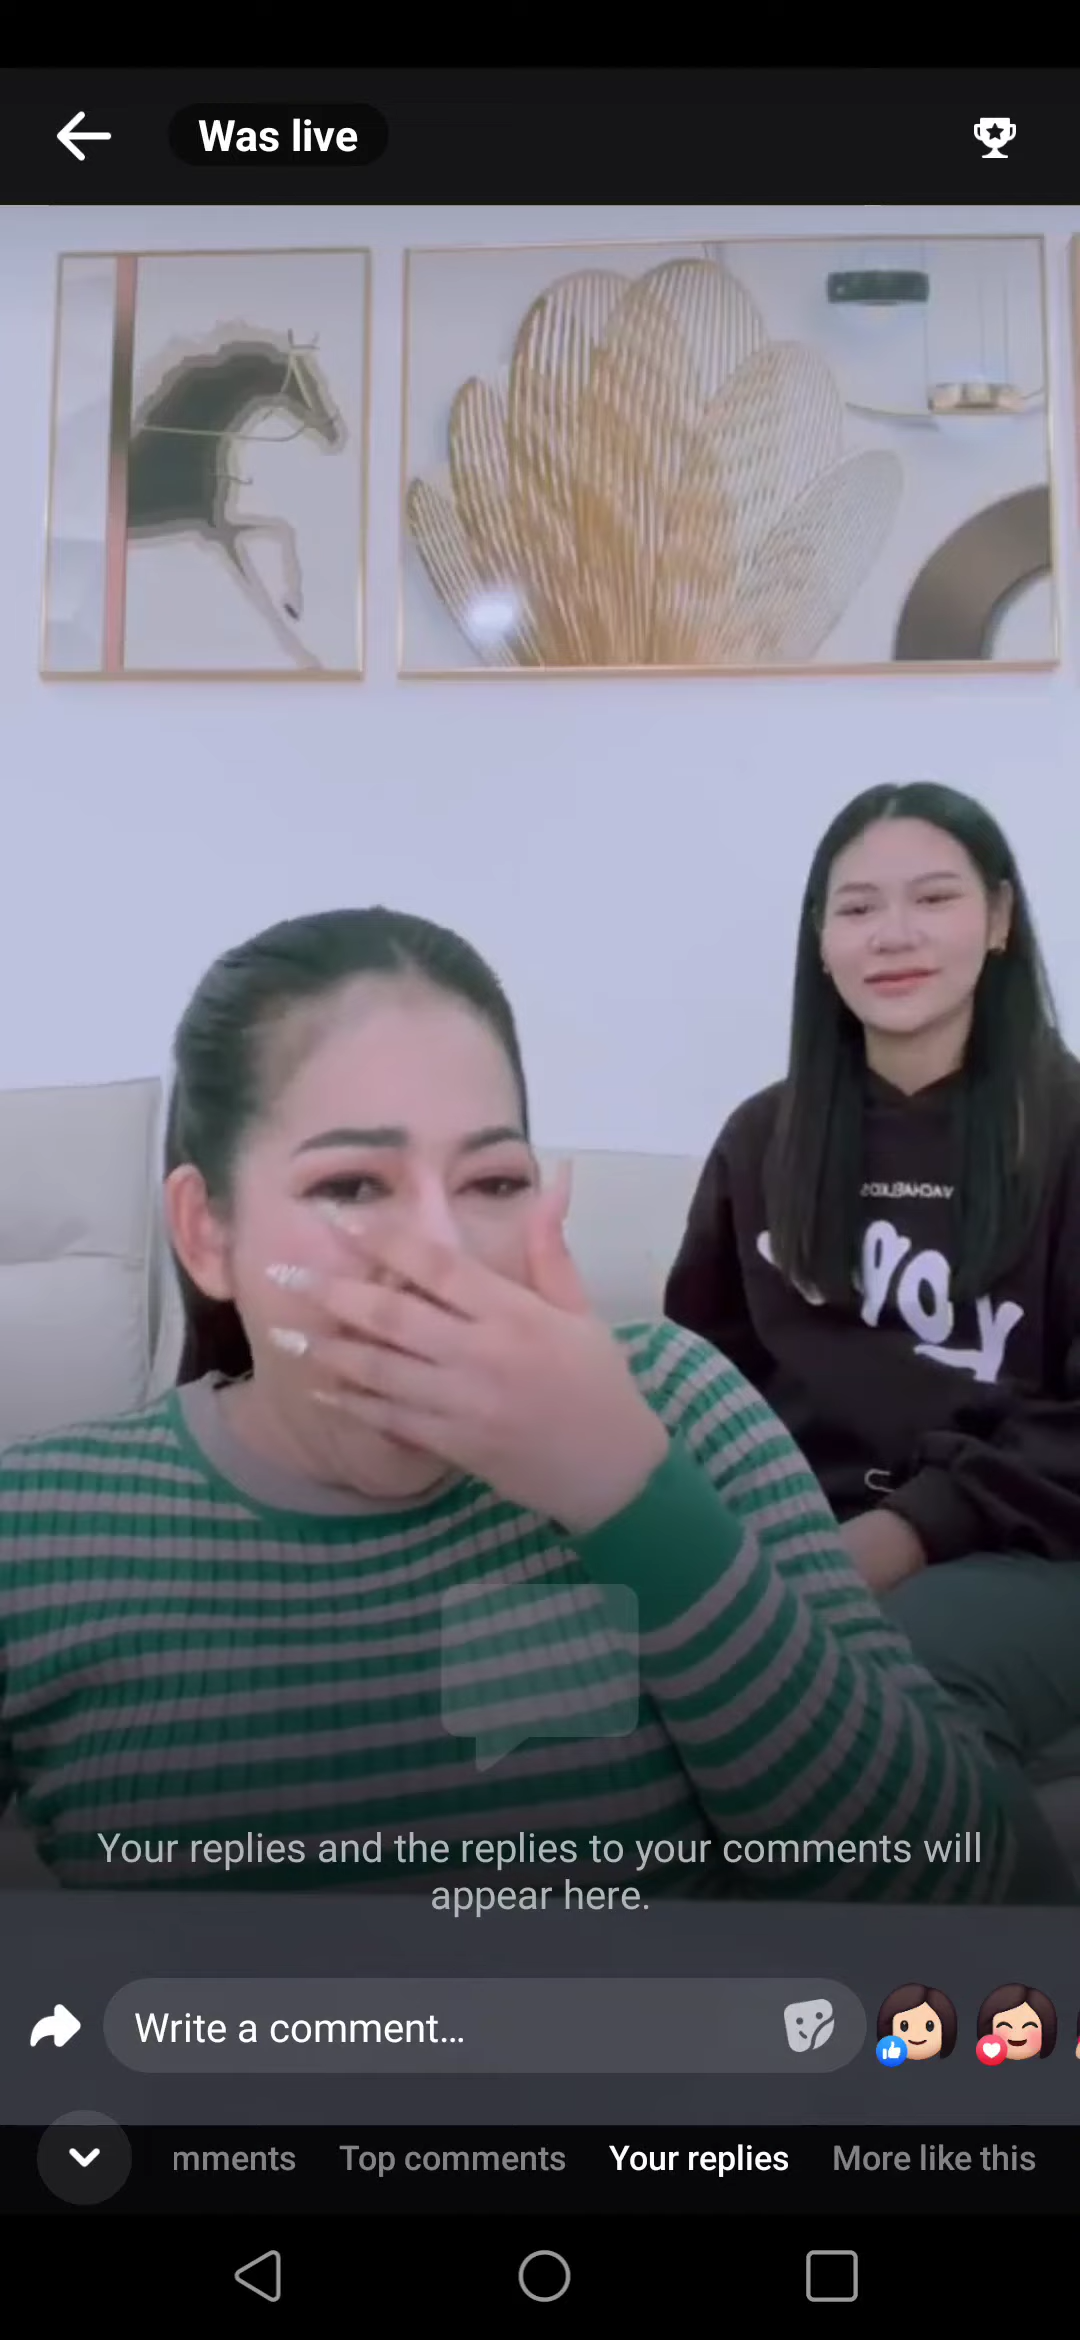 Was live
Your replies and the replies to your comments will
appear here.
Write a comment...
mments
Top comments
Your replies
More like this